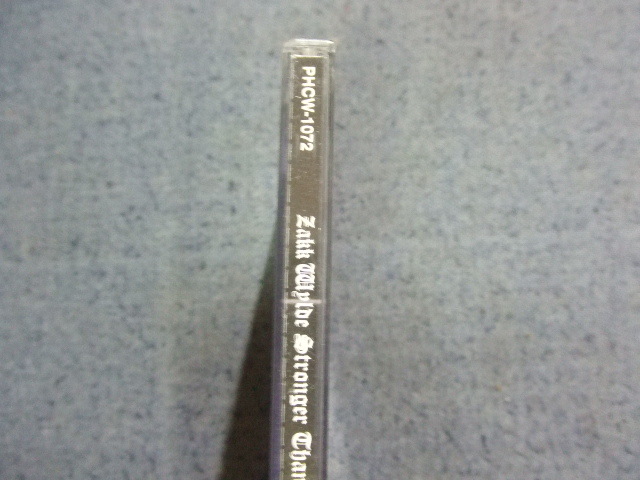 PHCW-1072
Zakk Wylde Stronger Than